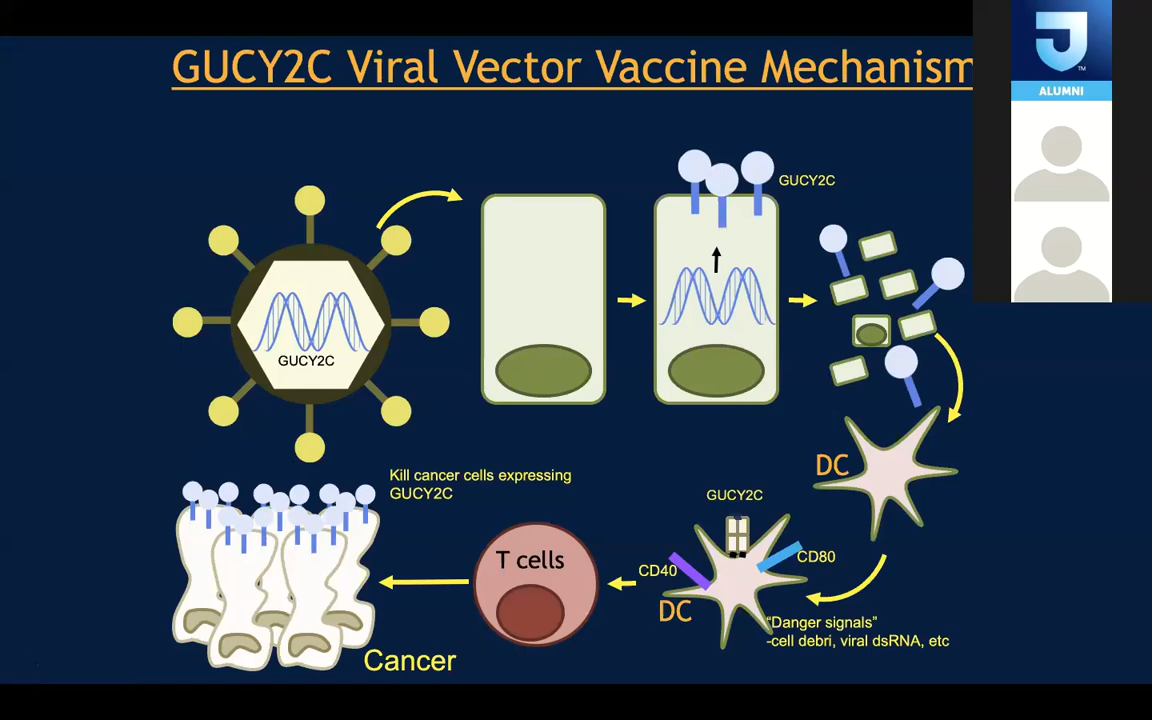 GUCY2C Viral Vector Vaccine Mechanism
TM
ALUMNI
GUCY2C
GUCY2C
Kill cancer cells expressing
GUCY2C
DC
GUCY2C
CD80
CD40
T cells
DC
"Danger signals"
-cell debri, viral dsRNA, etc
Cancer